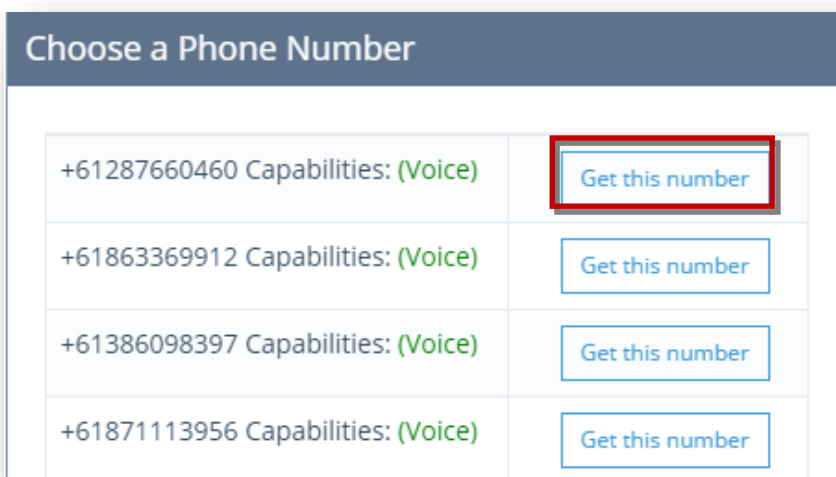 Choose a Phone Number
+61287660460 Capabilities: (Voice) Get this number
+61863369912 Capabilities: (Voice) Get this number
+61386098397 Capabilities: (Voice) Get this number
+61871113956 Capabilities: (Voice) Get this number